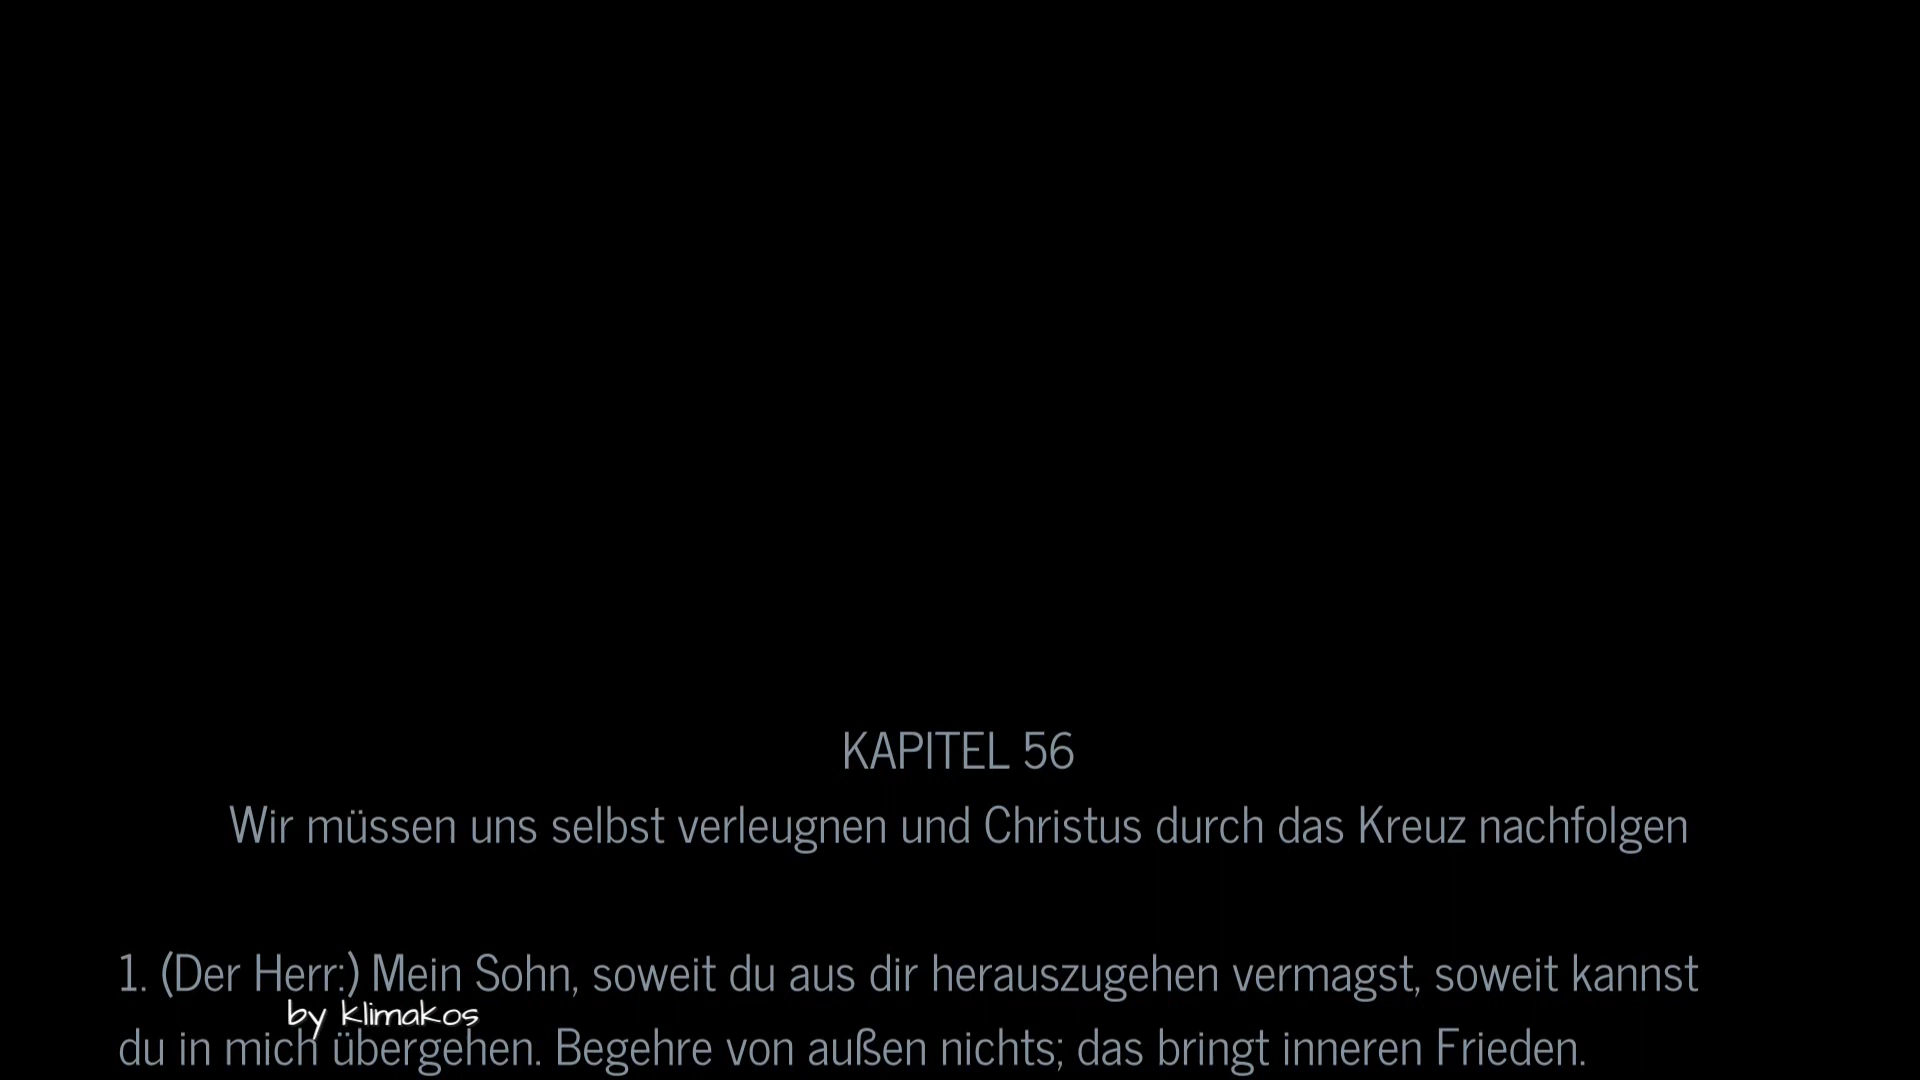 KAPITEL 56
Wir müssen uns selbst verleugnen und Christus durch das Kreuz nachfolgen
1. (Der Herr:) Mein Sohn, soweit du aus dir herauszugehen vermagst, soweit kannst
by klimakos
du in mich übergehen. Begehre von außen nichts; das bringt inneren Frieden.